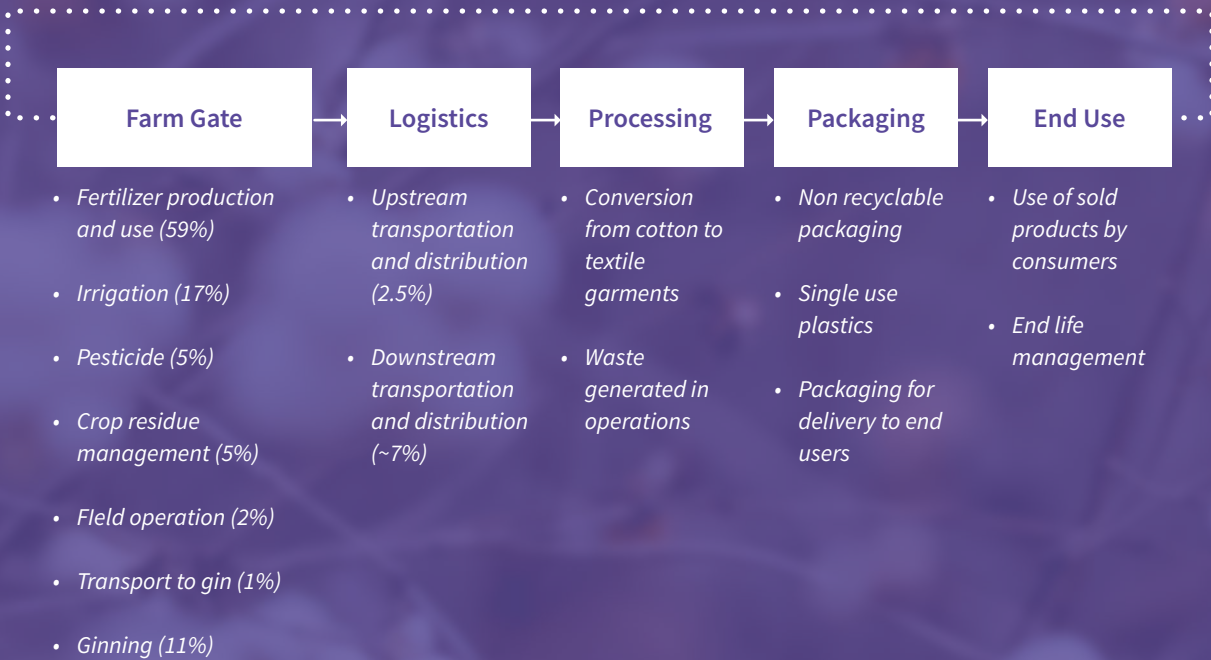 Farm Gate
Logistics
Processing
Packaging
End Use
• Fertilizer production
and use (59%)
• Irrigation (17%)
• Pesticide (5%)
• Crop residue
management (5%)
• FIeld operation (2%)
• Transport to gin (1%)
• Ginning (11%)
• Upstream
transportation
and distribution
(2.5%)
• Downstream
transportation
and distribution
(~7%)
• Conversion
from cotton to
textile
garments
• Waste
generated in
operations
• Non recyclable
packaging
• Single use
plastics
• Packaging for
delivery to end
users
• Use of sold
products by
consumers
• End life
management